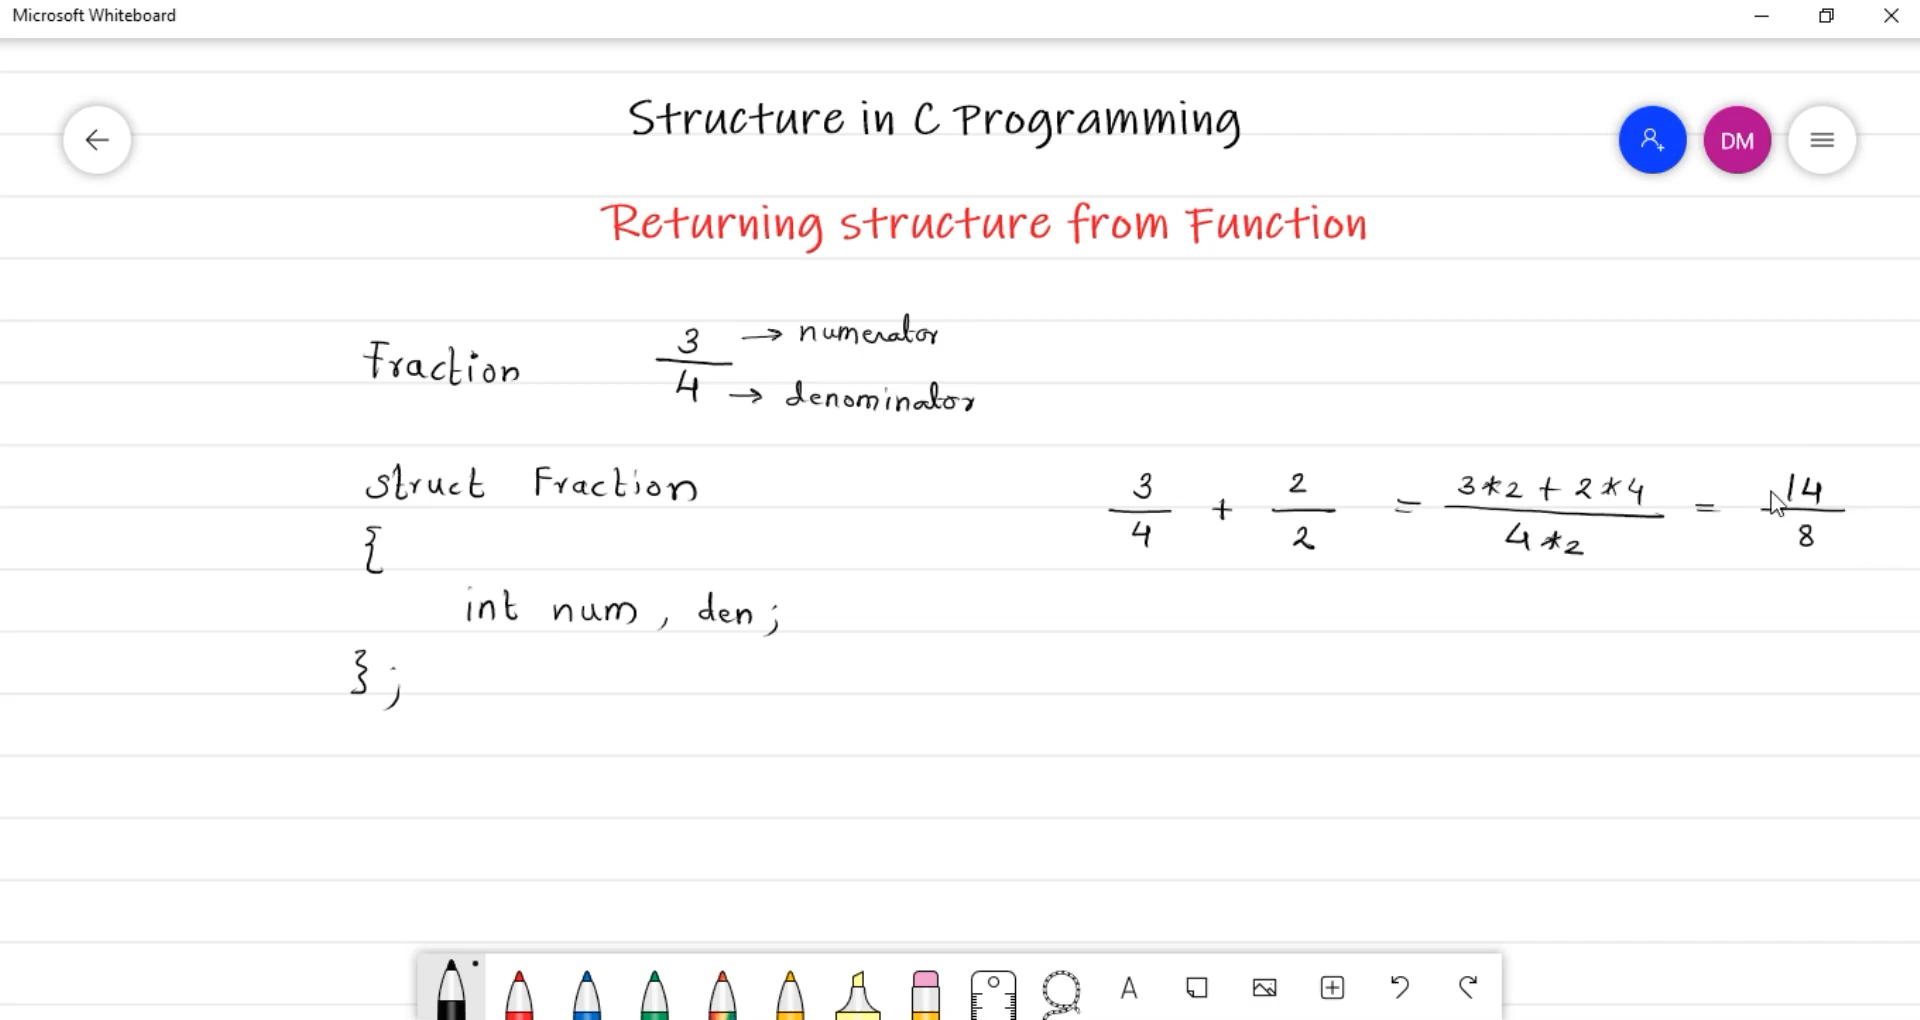 Microsoft Whiteboard
Structure in C Programming
DM
Returning structure from Function
Fraction 3/4 → numerator → denominator
struct Fraction
{
int num, den;
};
3/4 + 2/2 = 3*2 + 2*4 / 4*2 = 14/8
A